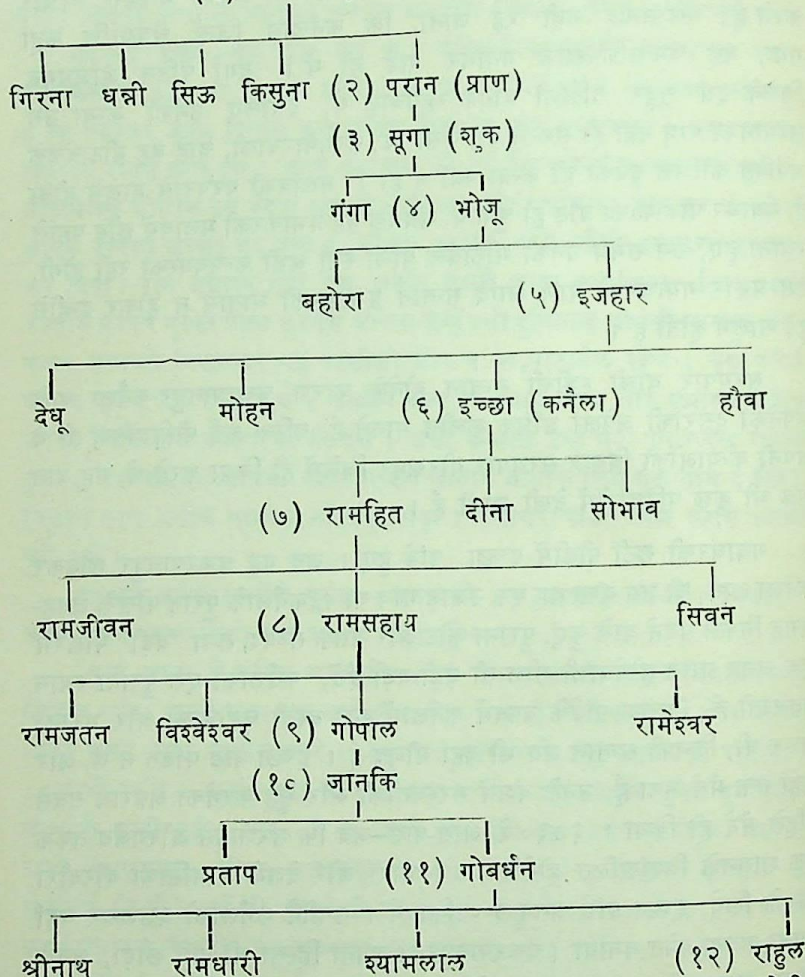 गिरना धन्नी सिऊ किसुना (२) परान (प्राण)
(३) सूगा (शुक)
गंगा (४) भोजू
वहोरा (५) इजहार
देधू मोहन (६) इच्छा (कनैला) हौवा
(७) रामहित दीना सोभाव
रामजीवन (८) रामसहाय सिवन
रामजतन विश्वेश्वर (९) गोपाल रामेश्वर
(१०) जानकि
प्रताप (११) गोवर्धन
श्रीनाथ रामधारी श्यामलाल (१२) राहुल